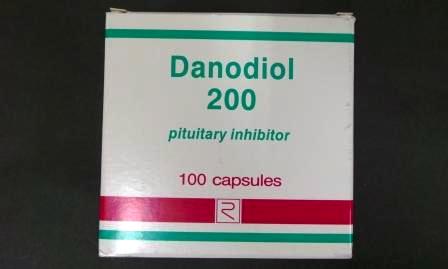 Danodiol
200
pituitary inhibitor
100 capsules
R